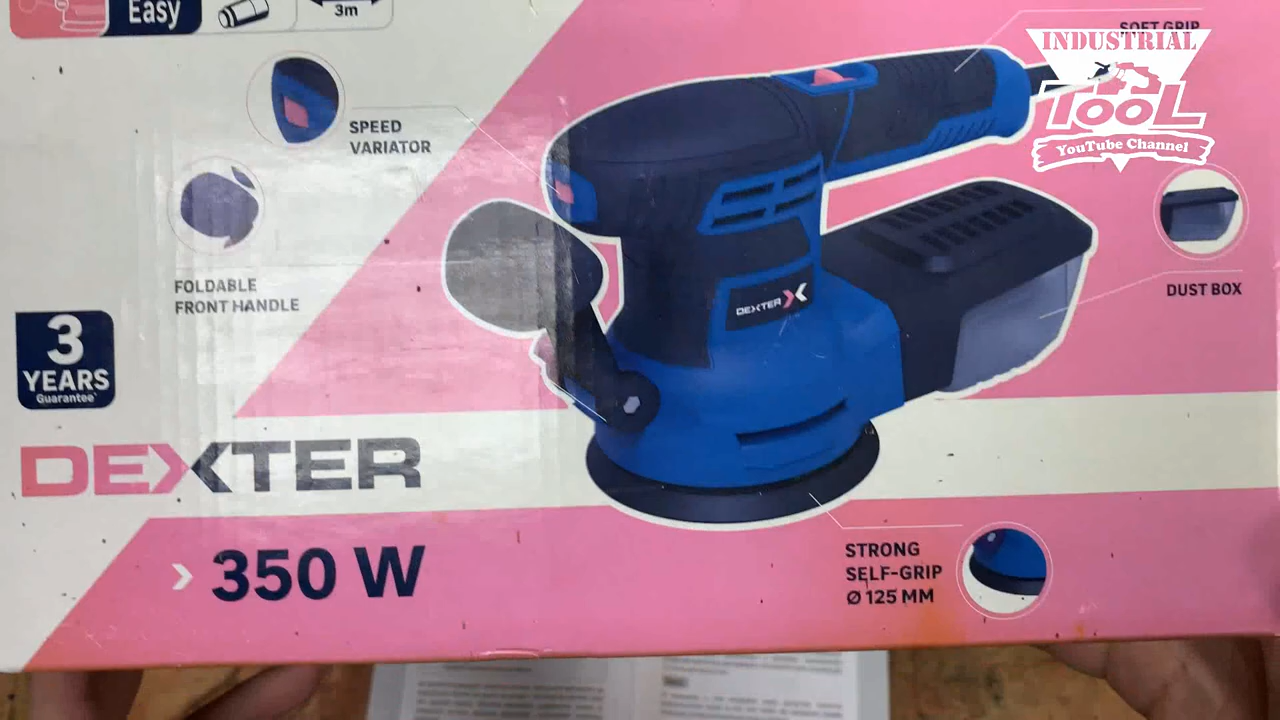 Easy
3m
SOFT GRIP
INDUSTRIAL
TooL
YouTube Channel
SPEED
VARIATOR
FOLDABLE
FRONT HANDLE
DUST BOX
DEXTER
3
YEARS
Guarantee*
DEXTER
350 W
STRONG
SELF-GRIP
Ø 125 MM